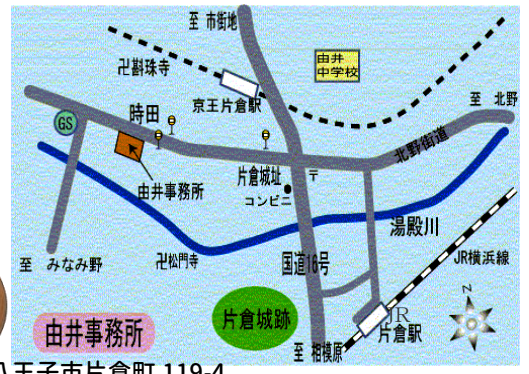 至 市街地
卍斟珠寺
由井
中学校
京王片倉駅
至 北野
GS
時田
北野街道
片倉城址
〒
由井事務所
コンビニ
湯殿川
卍松門寺
至 みなみ野
国道16号
JR横浜線
N
片倉城跡
JR
片倉駅
由井事務所
至 相模原
八王子市片倉町 119-4